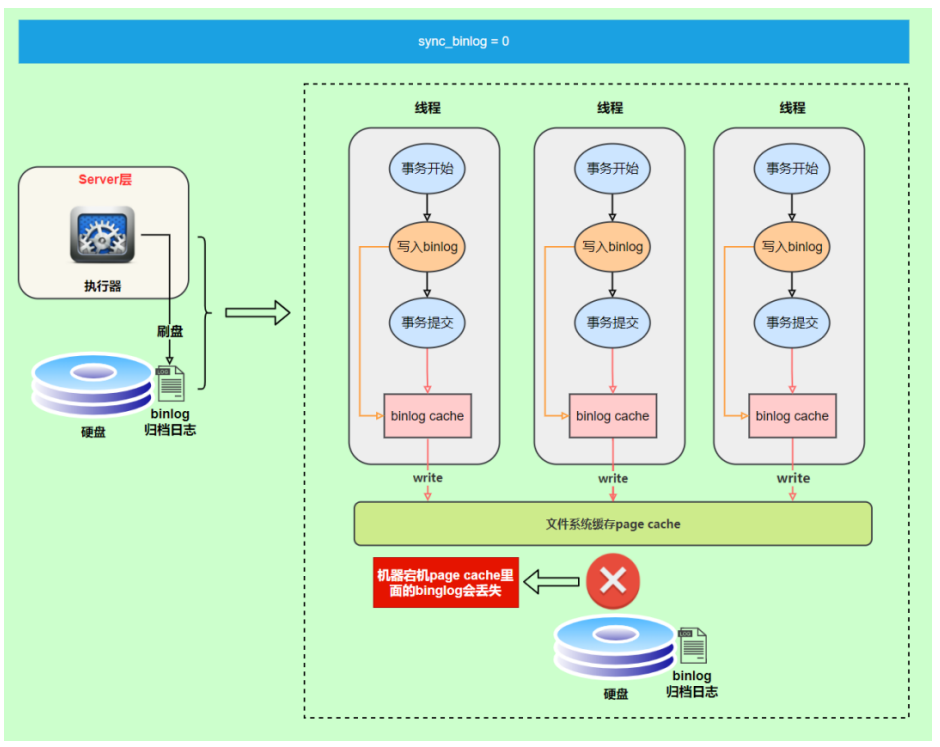 sync_binlog = 0
Server层
执行器
刷盘
LOG
硬盘
binlog
归档日志
线程
事务开始
写入binlog
事务提交
binlog cache
write
线程
事务开始
写入binlog
事务提交
binlog cache
write
线程
事务开始
写入binlog
事务提交
binlog cache
write
文件系统缓存page cache
机器宕机page cache里
面的binglog会丢失
LOG
硬盘
binlog
归档日志